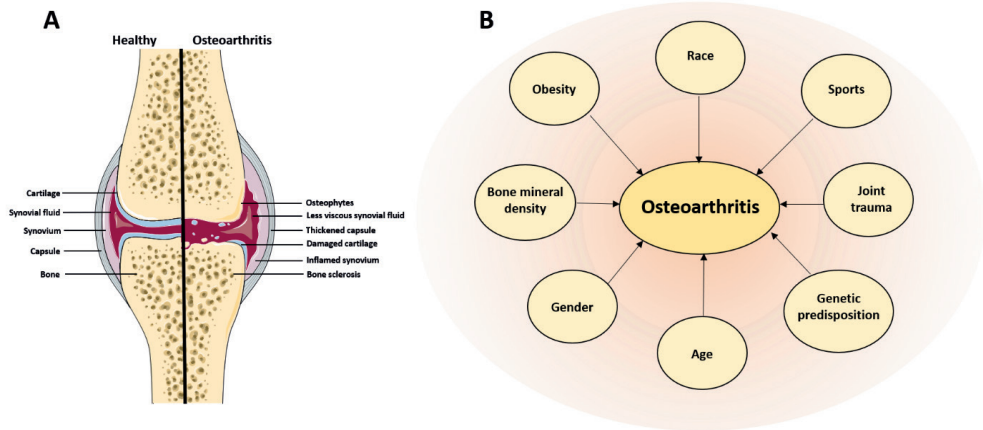 A
Healthy
Osteoarthritis
Cartilage
Synovial fluid
Synovium
Capsule
Bone
Osteophytes
Less viscous synovial fluid
Thickened capsule
Damaged cartilage
Inflamed synovium
Bone sclerosis
B
Race
Obesity
Sports
Bone mineral
density
Osteoarthritis
Joint
trauma
Gender
Genetic
predisposition
Age